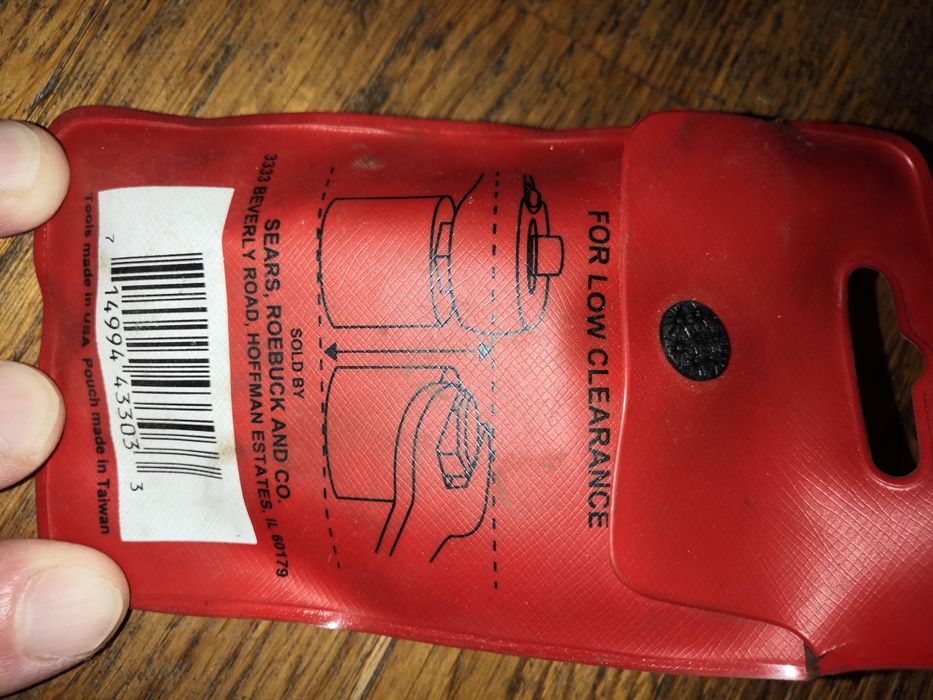 FOR LOW CLEARANCE
SOLD BY
SEARS, ROEBUCK AND CO.
3333 BEVERLY ROAD, HOFFMAN ESTATES, IL 60179
7 14994 43303 3
Tools made in USA Pouch made in Taiwan